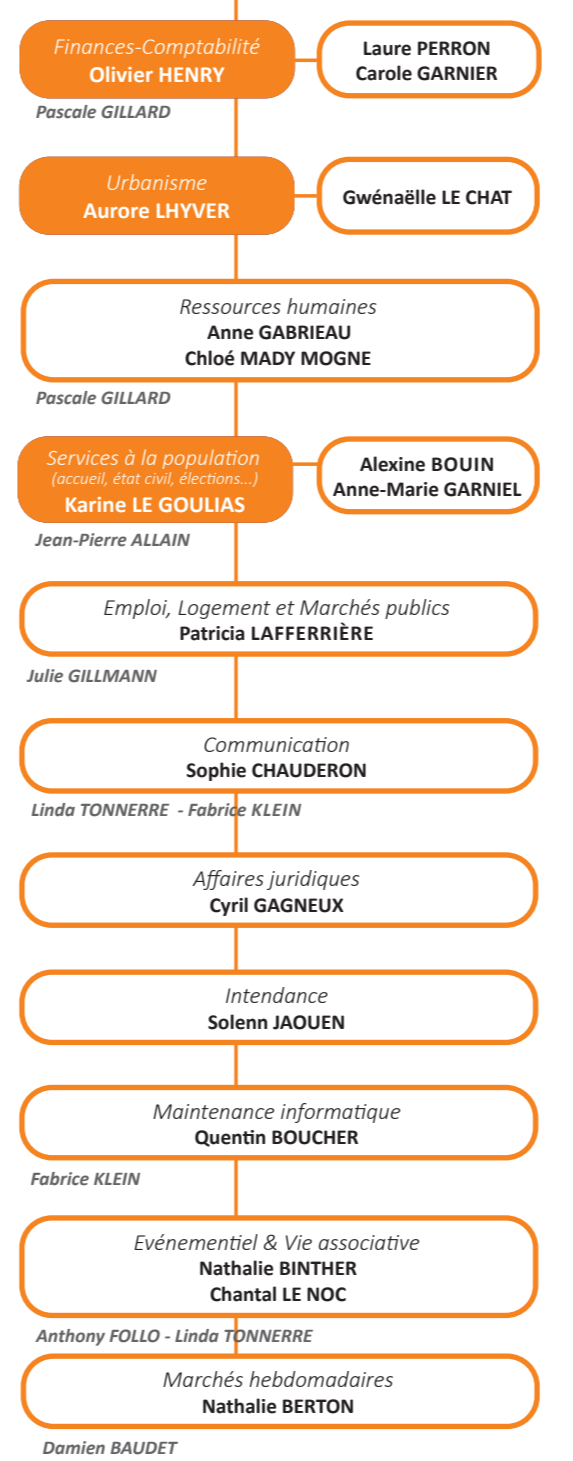 Finances-Comptabilité
Olivier HENRY
Laure PERRON
Carole GARNIER
Pascale GILLARD
Urbanisme
Aurore LHYVER
Gwénaëlle LE CHAT
Ressources humaines
Anne GABRIEAU
Chloé MADY MOGNE
Pascale GILLARD
Services à la population
(accueil, état civil, élections...)
Karine LE GOULIAS
Alexine BOUIN
Anne-Marie GARNIEL
Jean-Pierre ALLAIN
Emploi, Logement et Marchés publics
Patricia LAFFERRIÈRE
Julie GILLMANN
Communication
Sophie CHAUDERON
Linda TONNERRE - Fabrice KLEIN
Affaires juridiques
Cyril GAGNEUX
Intendance
Solenn JAOUEN
Maintenance informatique
Quentin BOUCHER
Fabrice KLEIN
Evénementiel & Vie associative
Nathalie BINTHER
Chantal LE NOC
Anthony FOLLO - Linda TONNERRE
Marchés hebdomadaires
Nathalie BERTON
Damien BAUDET